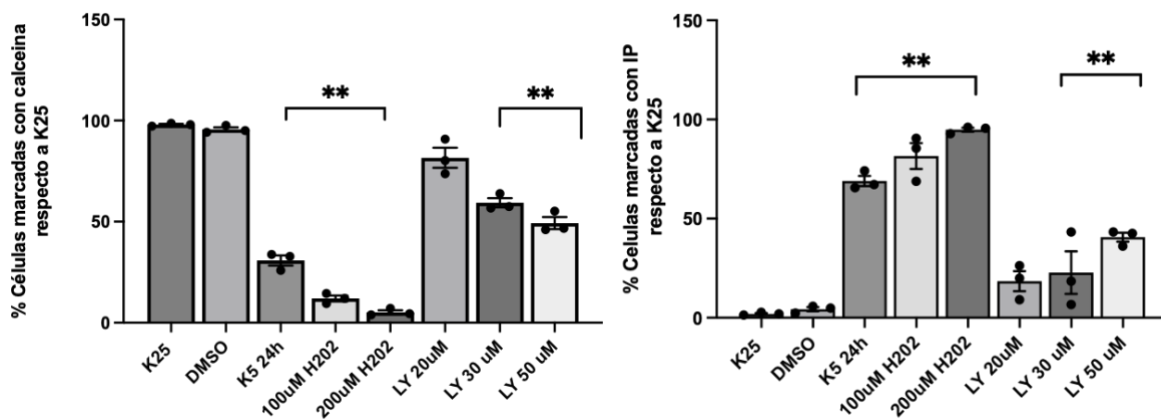 % Células marcadas con calceina
respecto a K25
150
100
50
0
**
**
K25
DMSO
K5 24h
100uM H202
200uM H202
LY 20uM
LY 30 uM
LY 50 uM
% Celulas marcadas con IP
respecto a K25
150
100
50
0
**
**
K25
DMSO
K5 24h
100uM H202
200uM H202
LY 20uM
LY 30 uM
LY 50 uM